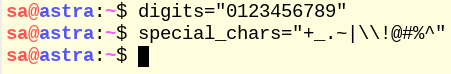 sa@astra:~$ digits="0123456789"
sa@astra:~$ special_chars="+_.~|\\!@#%^"
sa@astra:~$